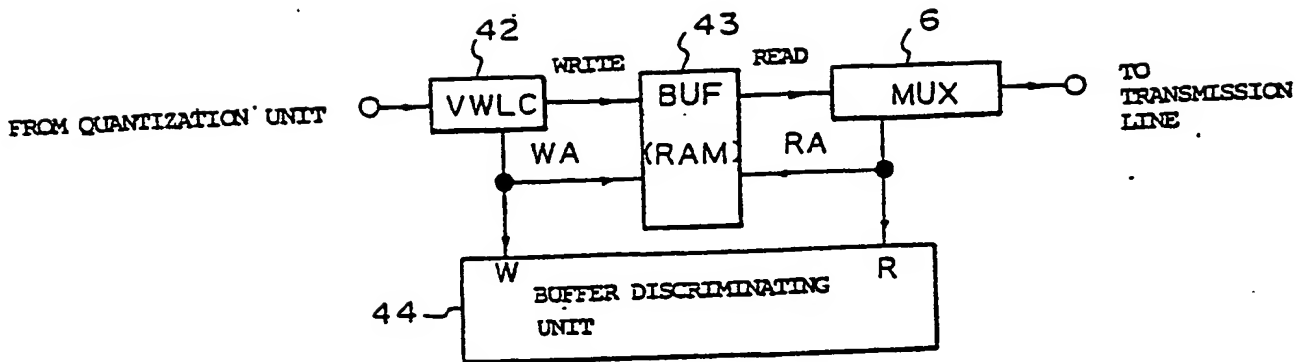 42
43
6
WRITE
READ
FROM QUANTIZATION UNIT
VWLC
BUF
(RAM)
MUX
TO
TRANSMISSION
LINE
WA
RA
W
R
44
BUFFER DISCRIMINATING
UNIT